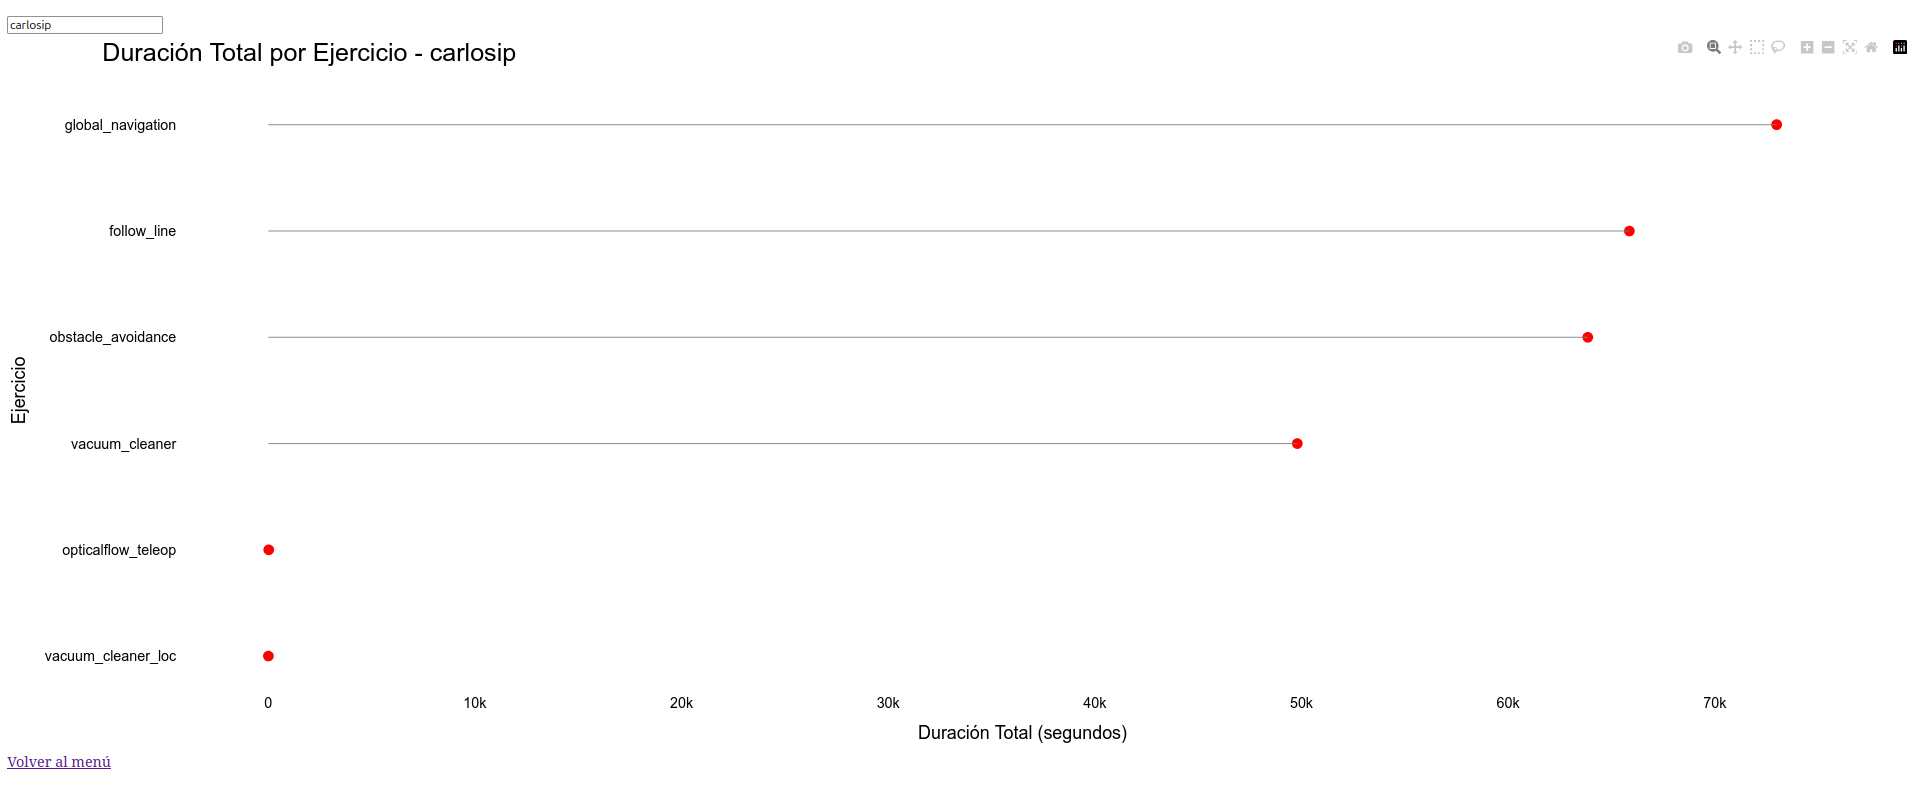 carlosip
Duración Total por Ejercicio - carlosip
global_navigation
follow_line
obstacle_avoidance
Ejercicio
vacuum_cleaner
opticalflow_teleop
vacuum_cleaner_loc
0 10k 20k 30k 40k 50k 60k 70k
Duración Total (segundos)
Volver al menú